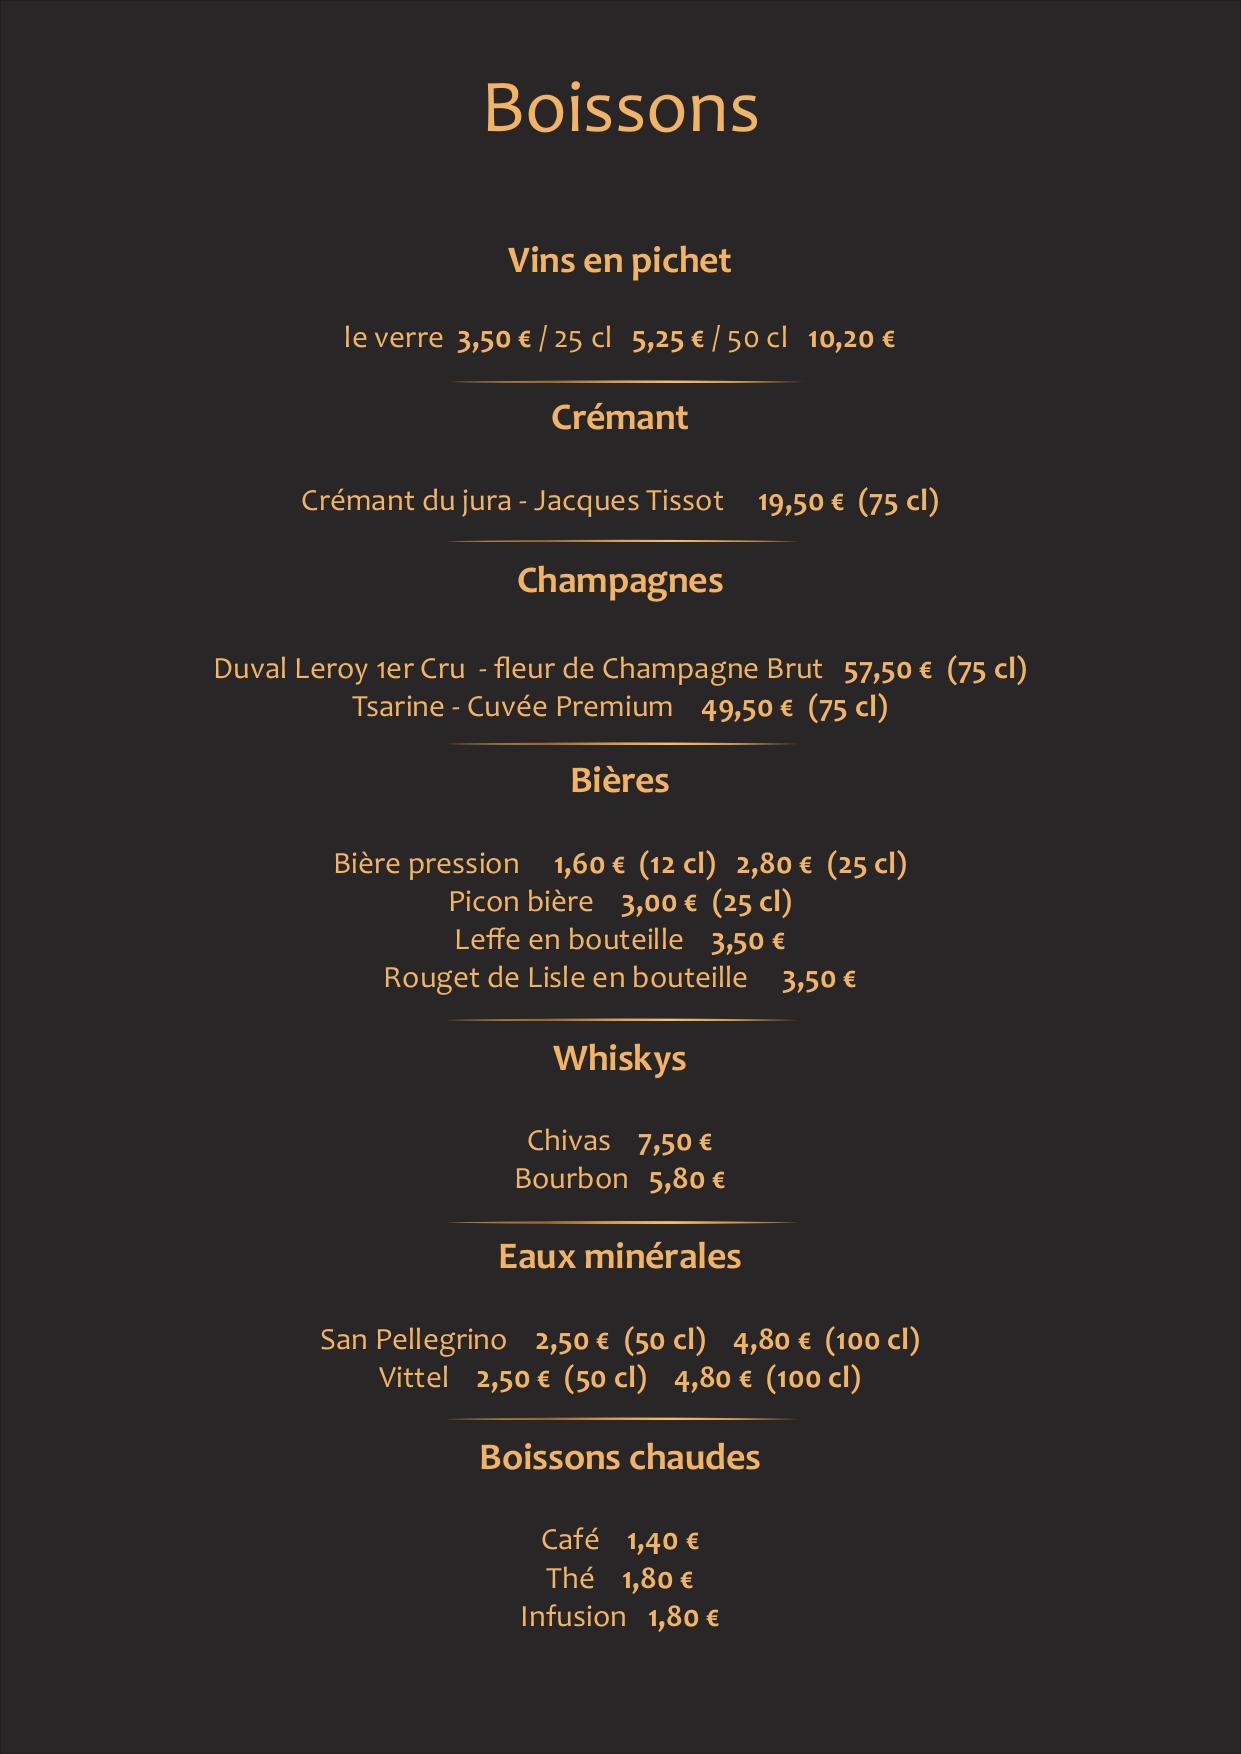 Boissons
Vins en pichet
le verre 3,50 € / 25 cl 5,25 € / 50 cl 10,20 €
Crémant
Crémant du jura - Jacques Tissot 19,50 € (75 cl)
Champagnes
Duval Leroy 1er Cru - fleur de Champagne Brut 57,50 € (75 cl)
Tsarine - Cuvée Premium 49,50 € (75 cl)
Bières
Bière pression 1,60 € (12 cl) 2,80 € (25 cl)
Picon bière 3,00 € (25 cl)
Leffe en bouteille 3,50 €
Rouget de Lisle en bouteille 3,50 €
Whiskys
Chivas 7,50 €
Bourbon 5,80 €
Eaux minérales
San Pellegrino 2,50 € (50 cl) 4,80 € (100 cl)
Vittel 2,50 € (50 cl) 4,80 € (100 cl)
Boissons chaudes
Café 1,40 €
Thé 1,80 €
Infusion 1,80 €